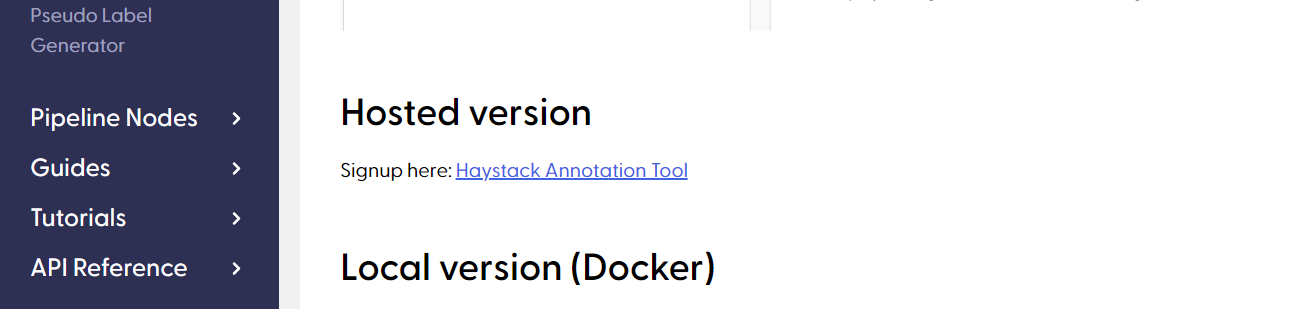 Pseudo Label
Generator
Pipeline Nodes
Guides
Tutorials
API Reference
Hosted version
Signup here: Haystack Annotation Tool
Local version (Docker)